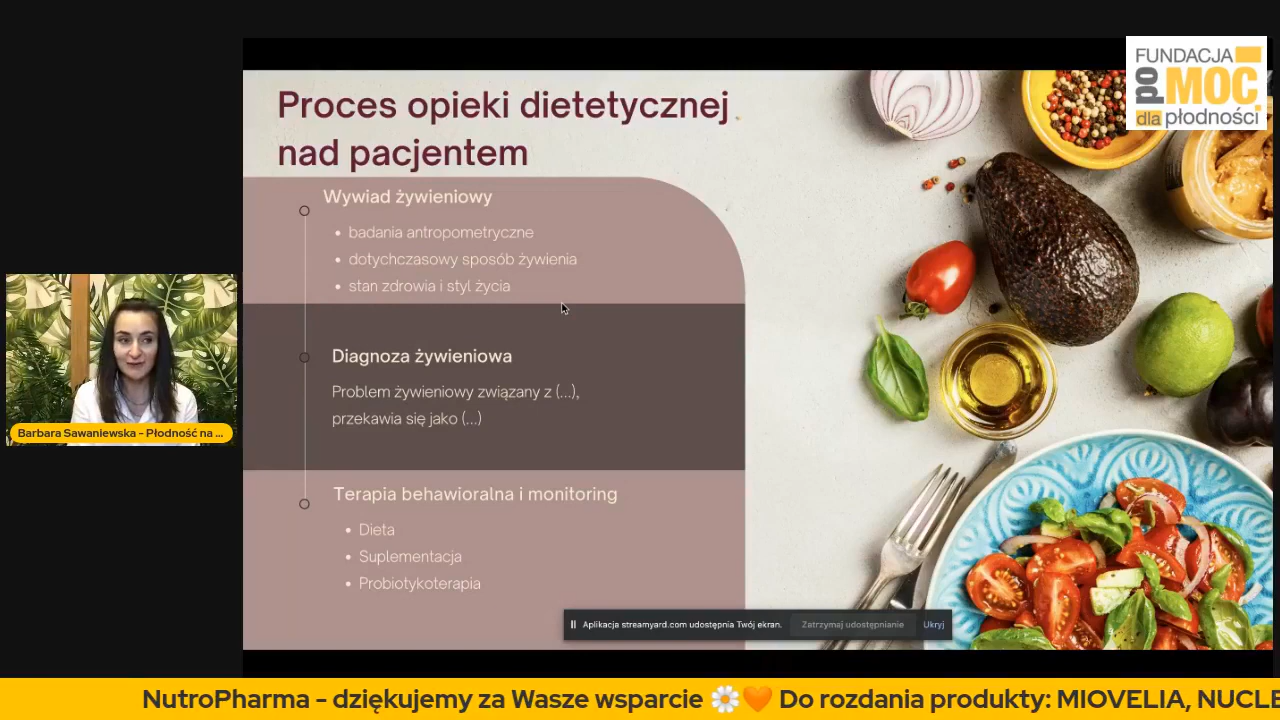 FUNDACJA
poMOC
dla płodności
Proces opieki dietetycznej
nad pacjentem
Wywiad żywieniowy
• badania antropometryczne
• dotychczasowy sposób żywienia
• stan zdrowia i styl życia
Diagnoza żywieniowa
Problem żywieniowy związany z (...),
przekawia się jako (...)
Terapia behawioralna i monitoring
• Dieta
• Suplementacja
• Probiotykoterapia
Barbara Sawaniewska - Płodność na ...
Aplikacja streamyard.com udostępnia Twój ekran. Zatrzymaj udostępnianie Ukryj
NutroPharma - dziękujemy za Wasze wsparcie 🌼🧡 Do rozdania produkty: MIOVELIA, NUCLE